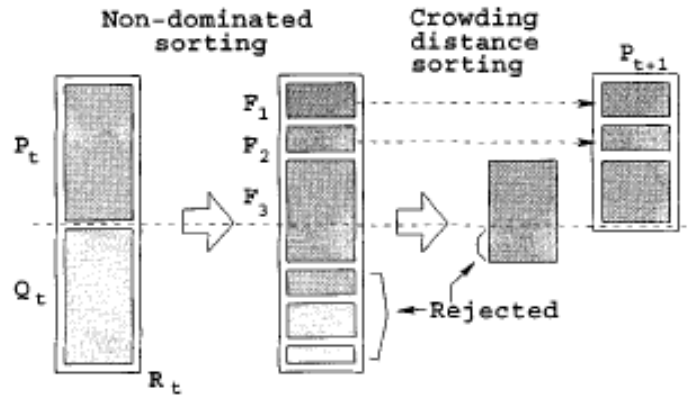 Non-dominated
sorting
Crowding
distance
sorting
P t+1
F 1
P t
F 2
F 3
Q t
Rejected
R t